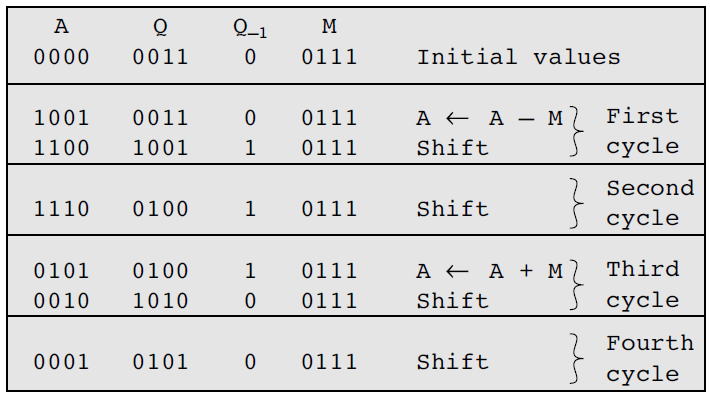 A Q Q₋₁ M
0000 0011 0 0111 Initial values
1001 0011 0 0111 A ← A – M First
1100 1001 1 0111 Shift cycle
Second
1110 0100 1 0111 Shift cycle
0101 0100 1 0111 A ← A + M Third
0010 1010 0 0111 Shift cycle
Fourth
0001 0101 0 0111 Shift cycle